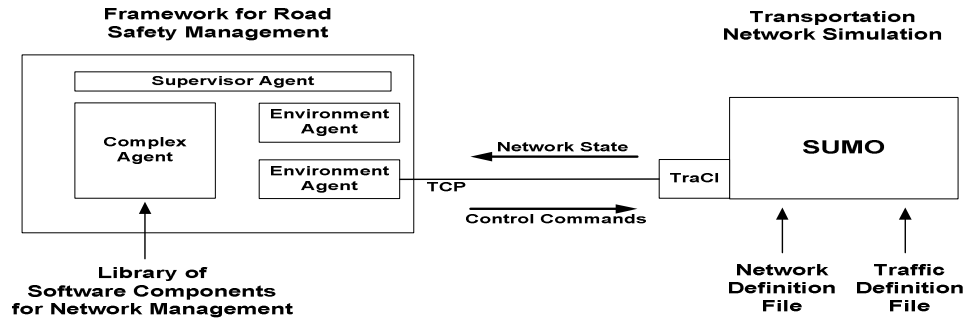 Framework for Road
Safety Management
Transportation
Network Simulation
Supervisor Agent
Complex
Agent
Environment
Agent
Environment
Agent
Network State
TCP
Control Commands
TraCI
SUMO
Library of
Software Components
for Network Management
Network
Definition
File
Traffic
Definition
File